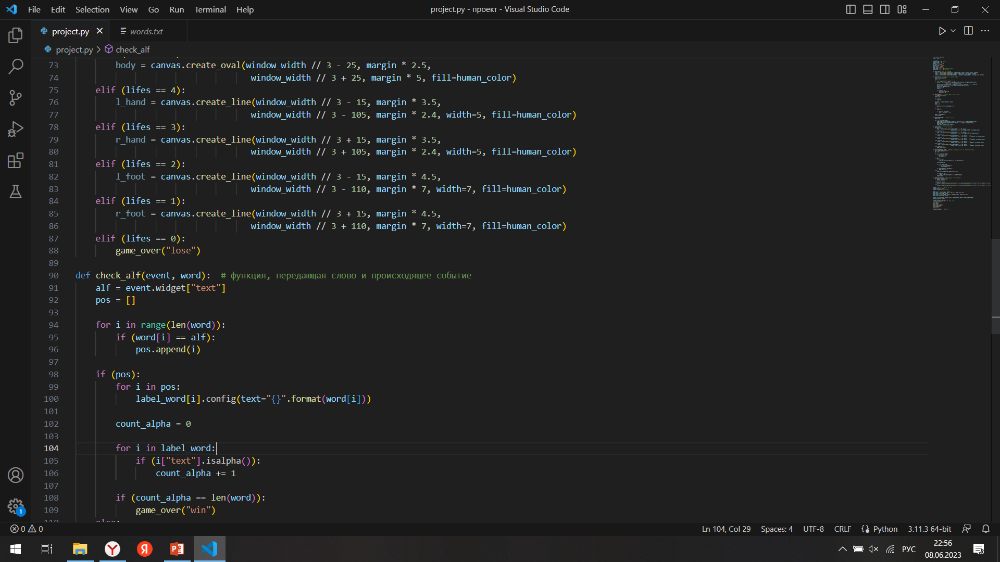 File Edit Selection View Go Run Terminal Help
project.py - проект - Visual Studio Code
project.py words.txt
project.py > check_alf
73 body = canvas.create_oval(window_width // 3 - 25, margin * 2.5,
74 window_width // 3 + 25, margin * 5, fill=human_color)
75 elif (lifes == 4):
76 l_hand = canvas.create_line(window_width // 3 - 15, margin * 3.5,
77 window_width // 3 - 105, margin * 2.4, width=5, fill=human_color)
78 elif (lifes == 3):
79 r_hand = canvas.create_line(window_width // 3 + 15, margin * 3.5,
80 window_width // 3 + 105, margin * 2.4, width=5, fill=human_color)
81 elif (lifes == 2):
82 l_foot = canvas.create_line(window_width // 3 - 15, margin * 4.5,
83 window_width // 3 - 110, margin * 7, width=7, fill=human_color)
84 elif (lifes == 1):
85 r_foot = canvas.create_line(window_width // 3 + 15, margin * 4.5,
86 window_width // 3 + 110, margin * 7, width=7, fill=human_color)
87 elif (lifes == 0):
88 game_over("lose")
89
90 def check_alf(event, word): # функция, передающая слово и происходящее событие
91 alf = event.widget["text"]
92 pos = []
93
94 for i in range(len(word)):
95 if (word[i] == alf):
96 pos.append(i)
97
98 if (pos):
99 for i in pos:
100 label_word[i].config(text="{}".format(word[i]))
101
102 count_alpha = 0
103
104 for i in label_word:
105 if (i["text"].isalpha()):
106 count_alpha += 1
107
108 if (count_alpha == len(word)):
109 game_over("win")
110 else:
0 0
Ln 104, Col 29 Spaces: 4 UTF-8 CRLF Python 3.11.3 64-bit
1
РУС
22:56
08.06.2023